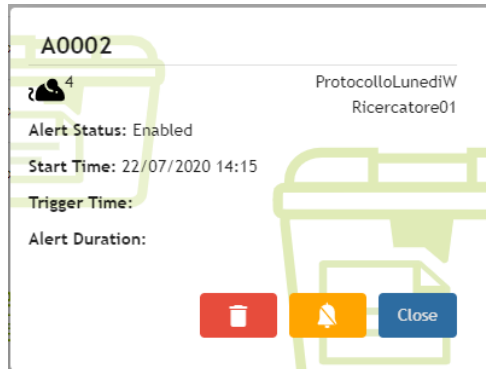 A0002
4
ProtocolloLunediW
Ricercatore01
Alert Status: Enabled
Start Time: 22/07/2020 14:15
Trigger Time:
Alert Duration:
Close